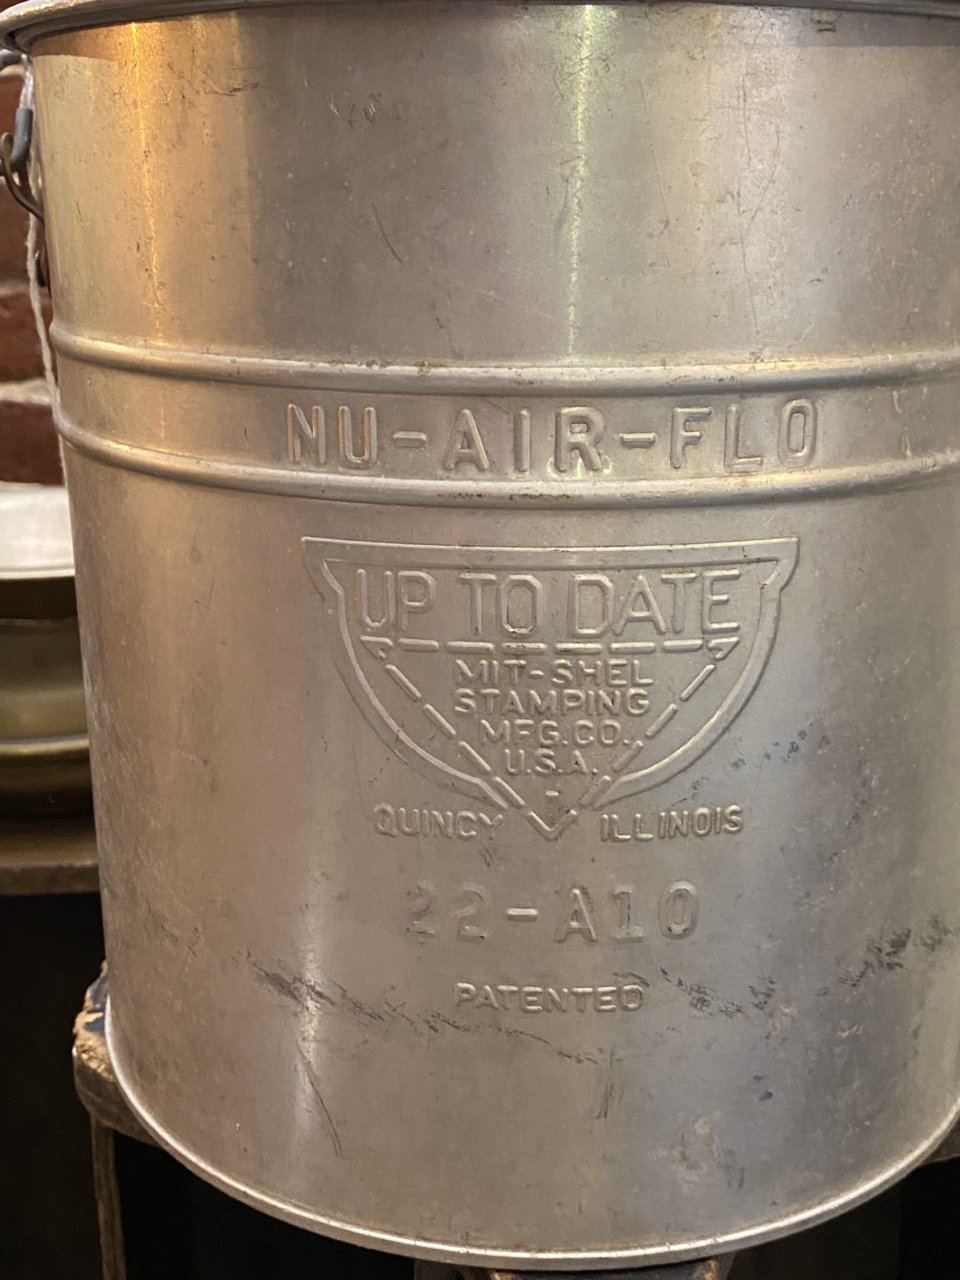 NU-AIR-FLO
UP TO DATE
MIT-SHEL
STAMPING
MFG.CO.
U.S.A.
QUINCY ILLINOIS
22-A10
PATENTED